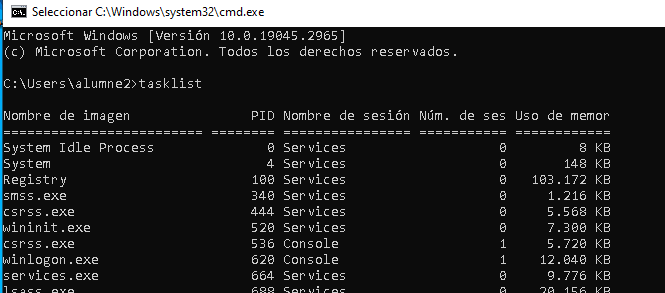 Seleccionar C:\Windows\system32\cmd.exe
Microsoft Windows [Versión 10.0.19045.2965]
(c) Microsoft Corporation. Todos los derechos reservados.
C:\Users\alumne2>tasklist
Nombre de imagen                     PID Nombre de sesión Núm. de ses Uso de memor
========================= ======== ================ =========== ============
System Idle Process                    0 Services                   0         8 KB
System                                 4 Services                   0       148 KB
Registry                             100 Services                   0   103.172 KB
smss.exe                             340 Services                   0     1.216 KB
csrss.exe                            444 Services                   0     5.568 KB
wininit.exe                          520 Services                   0     7.300 KB
csrss.exe                            536 Console                    1     5.720 KB
winlogon.exe                         620 Console                    1    12.040 KB
services.exe                         664 Services                   0     9.776 KB
lsass.exe                            688 Services                   0    20.156 KB